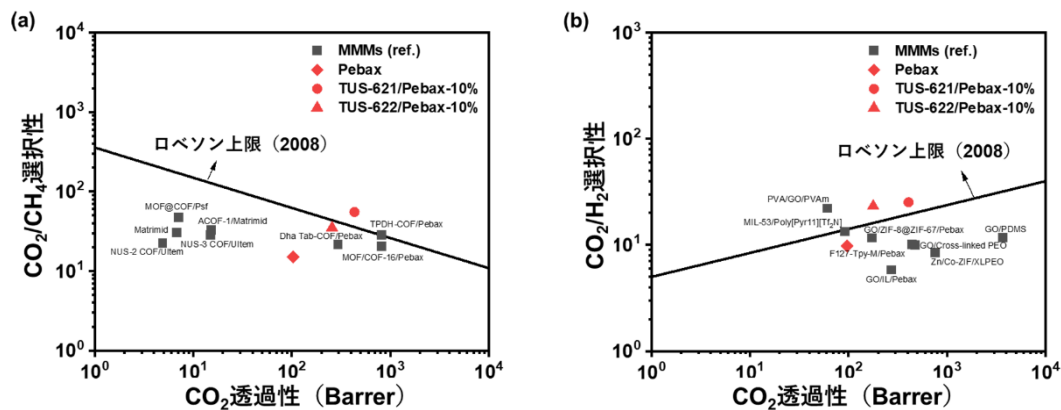 (a)
10⁴
10³
10²
10¹
10⁰
CO₂/CH₄選択性
MMMs (ref.)
Pebax
TUS-621/Pebax-10%
TUS-622/Pebax-10%
ロベソン上限（2008）
MOF@COF/Psf
ACOF-1/Matrimid
Matrimid
NUS-3 COF/Ultem
NUS-2 COF/Ultem
TPDH-COF/Pebax
Dha Tab-COF/Pebax
MOF/COF-16/Pebax
10⁰ 10¹ 10² 10³ 10⁴
CO₂透過性（Barrer）
(b)
10³
10²
10¹
10⁰
CO₂/H₂選択性
MMMs (ref.)
Pebax
TUS-621/Pebax-10%
TUS-622/Pebax-10%
ロベソン上限（2008）
PVA/GO/PVAm
MIL-53/Poly[Pyr11][Tf₂N]
GO/ZIF-8@ZIF-67/Pebax
GO/PDMS
GO/Cross-linked PEO
F127-Tpy-M/Pebax
Zn/Co-ZIF/XLPEO
GO/IL/Pebax
10⁰ 10¹ 10² 10³ 10⁴
CO₂透過性（Barrer）